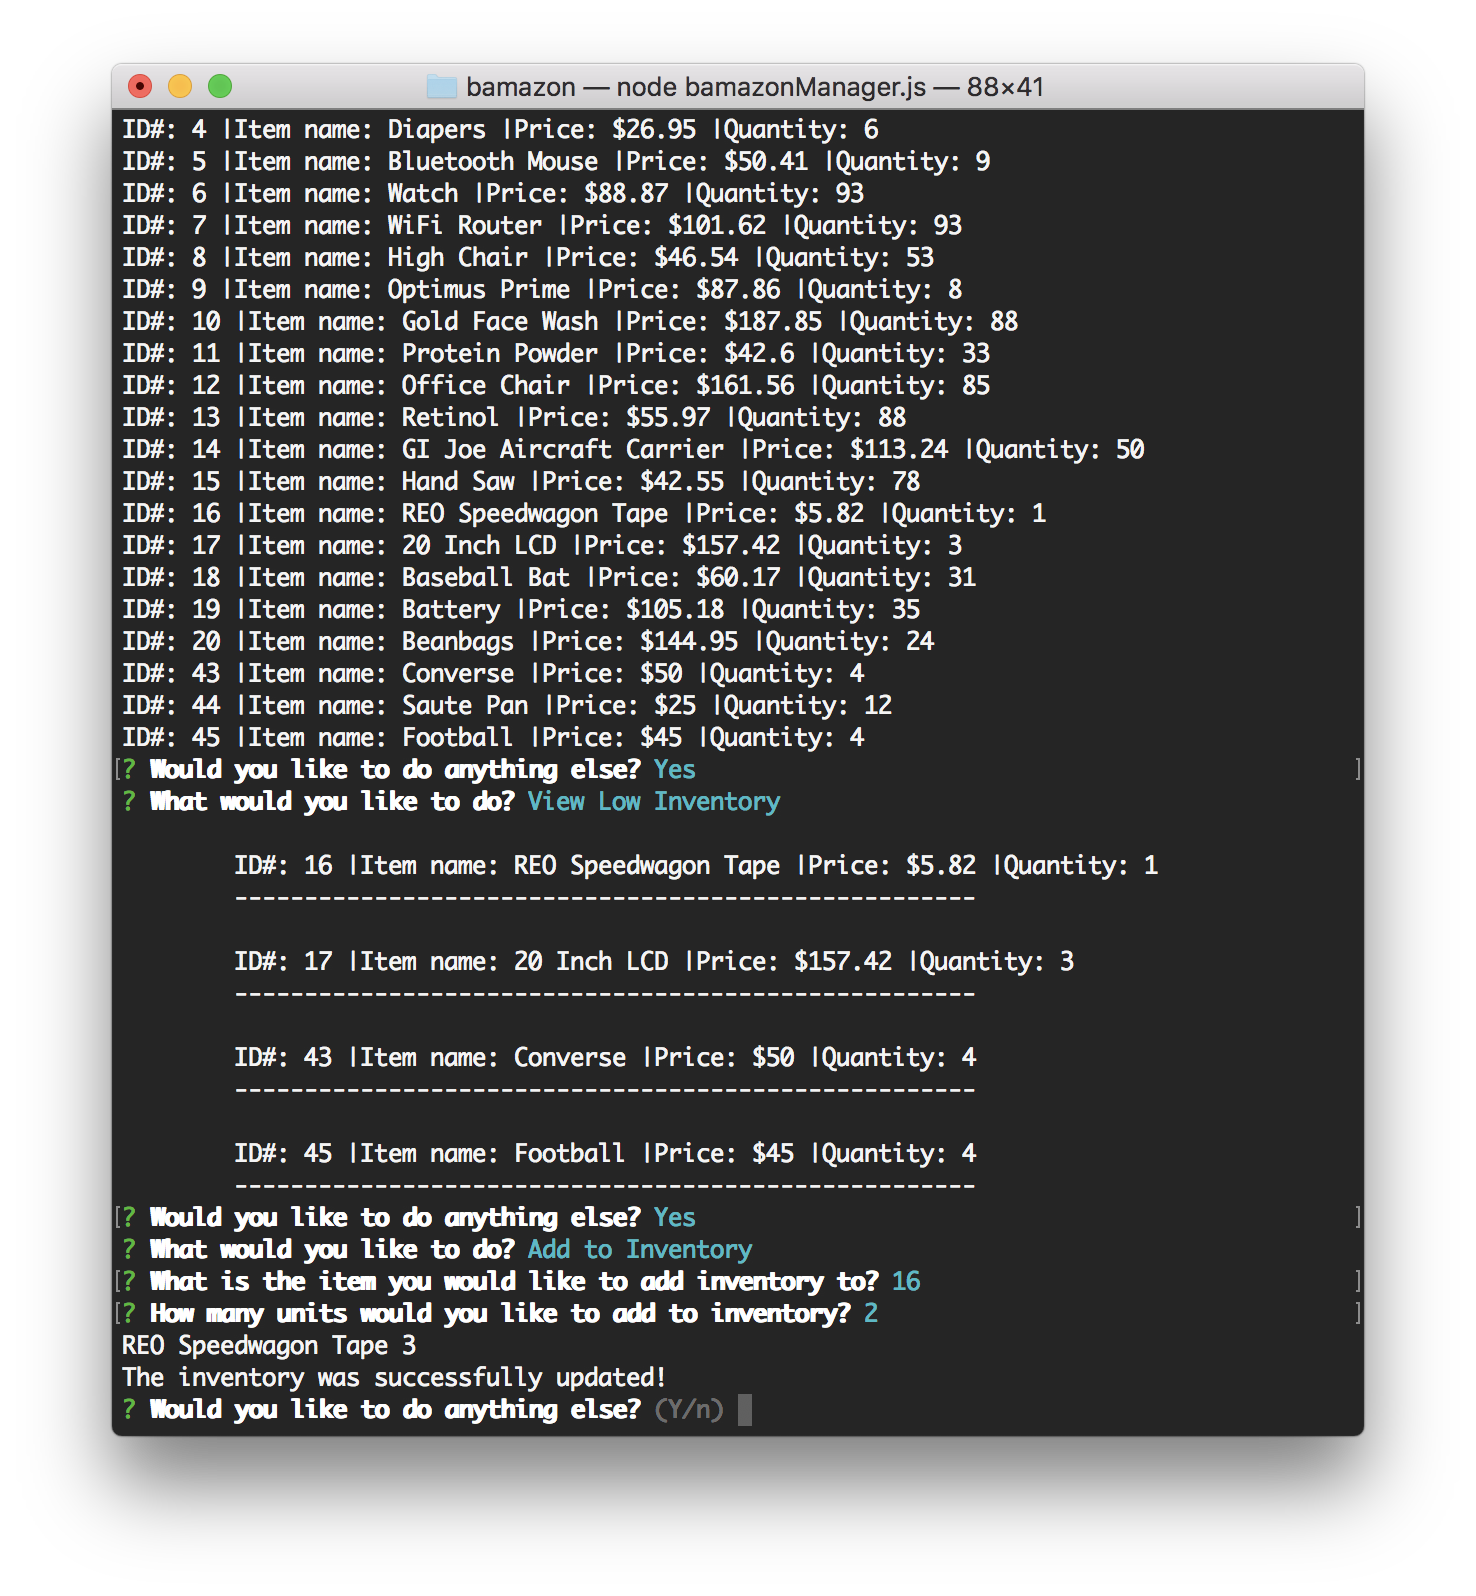 bamazon — node bamazonManager.js — 88×41
ID#: 4 |Item name: Diapers |Price: $26.95 |Quantity: 6
ID#: 5 |Item name: Bluetooth Mouse |Price: $50.41 |Quantity: 9
ID#: 6 |Item name: Watch |Price: $88.87 |Quantity: 93
ID#: 7 |Item name: WiFi Router |Price: $101.62 |Quantity: 93
ID#: 8 |Item name: High Chair |Price: $46.54 |Quantity: 53
ID#: 9 |Item name: Optimus Prime |Price: $87.86 |Quantity: 8
ID#: 10 |Item name: Gold Face Wash |Price: $187.85 |Quantity: 88
ID#: 11 |Item name: Protein Powder |Price: $42.6 |Quantity: 33
ID#: 12 |Item name: Office Chair |Price: $161.56 |Quantity: 85
ID#: 13 |Item name: Retinol |Price: $55.97 |Quantity: 88
ID#: 14 |Item name: GI Joe Aircraft Carrier |Price: $113.24 |Quantity: 50
ID#: 15 |Item name: Hand Saw |Price: $42.55 |Quantity: 78
ID#: 16 |Item name: REO Speedwagon Tape |Price: $5.82 |Quantity: 1
ID#: 17 |Item name: 20 Inch LCD |Price: $157.42 |Quantity: 3
ID#: 18 |Item name: Baseball Bat |Price: $60.17 |Quantity: 31
ID#: 19 |Item name: Battery |Price: $105.18 |Quantity: 35
ID#: 20 |Item name: Beanbags |Price: $144.95 |Quantity: 24
ID#: 43 |Item name: Converse |Price: $50 |Quantity: 4
ID#: 44 |Item name: Saute Pan |Price: $25 |Quantity: 12
ID#: 45 |Item name: Football |Price: $45 |Quantity: 4
[? Would you like to do anything else? Yes ]
? What would you like to do? View Low Inventory
ID#: 16 |Item name: REO Speedwagon Tape |Price: $5.82 |Quantity: 1
-----------------------------------------------------
ID#: 17 |Item name: 20 Inch LCD |Price: $157.42 |Quantity: 3
-----------------------------------------------------
ID#: 43 |Item name: Converse |Price: $50 |Quantity: 4
-----------------------------------------------------
ID#: 45 |Item name: Football |Price: $45 |Quantity: 4
-----------------------------------------------------
[? Would you like to do anything else? Yes ]
? What would you like to do? Add to Inventory
[? What is the item you would like to add inventory to? 16 ]
[? How many units would you like to add to inventory? 2 ]
REO Speedwagon Tape 3
The inventory was successfully updated!
? Would you like to do anything else? (Y/n)